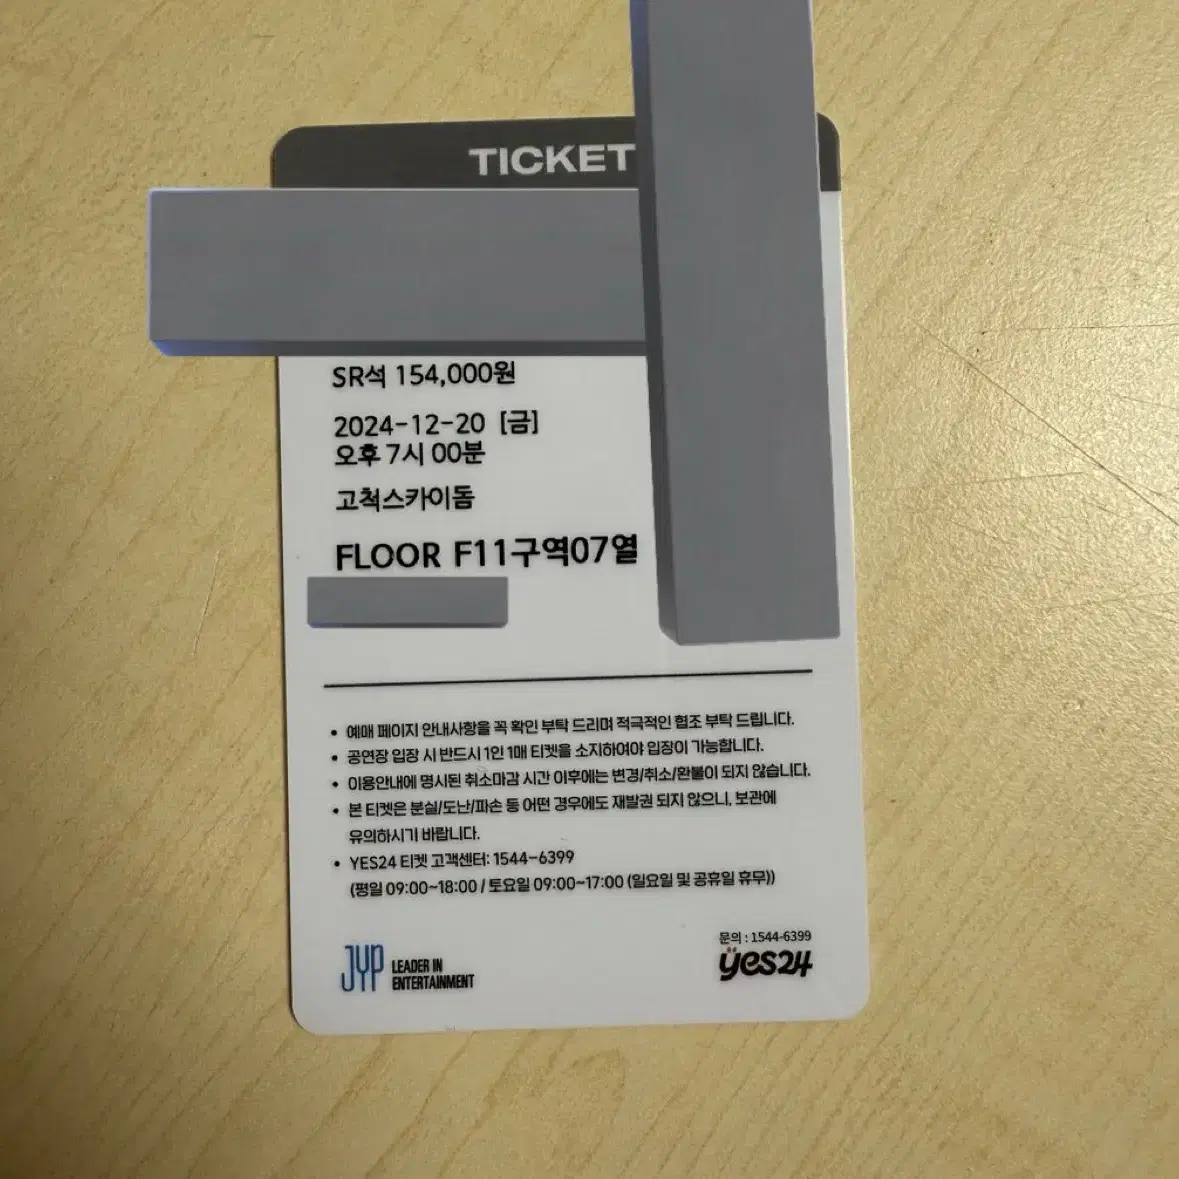 TICKET
SR석 154,000원
2024-12-20 [금]
오후 7시 00분
고척스카이돔
FLOOR F11구역07열
• 예매 페이지 안내사항을 꼭 확인 부탁 드리며 적극적인 협조 부탁 드립니다.
• 공연장 입장 시 반드시 1인 1매 티켓을 소지하여야 입장이 가능합니다.
• 이용안내에 명시된 취소마감 시간 이후에는 변경/취소/환불이 되지 않습니다.
• 본 티켓은 분실/도난/파손 등 어떤 경우에도 재발권 되지 않으니, 보관에
유의하시기 바랍니다.
• YES24 티켓 고객센터: 1544-6399
(평일 09:00~18:00 / 토요일 09:00~17:00 (일요일 및 공휴일 휴무))
JYP LEADER IN
ENTERTAINMENT
문의 : 1544-6399
yes24